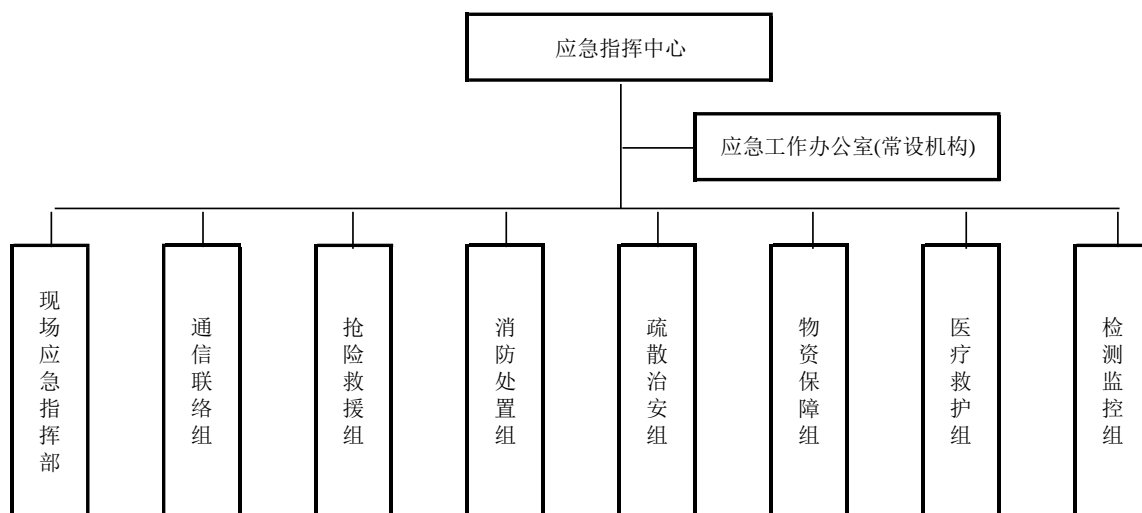 应急指挥中心
应急工作办公室(常设机构)
现场应急指挥部
通信联络组
抢险救援组
消防处置组
疏散治安组
物资保障组
医疗救护组
检测监控组